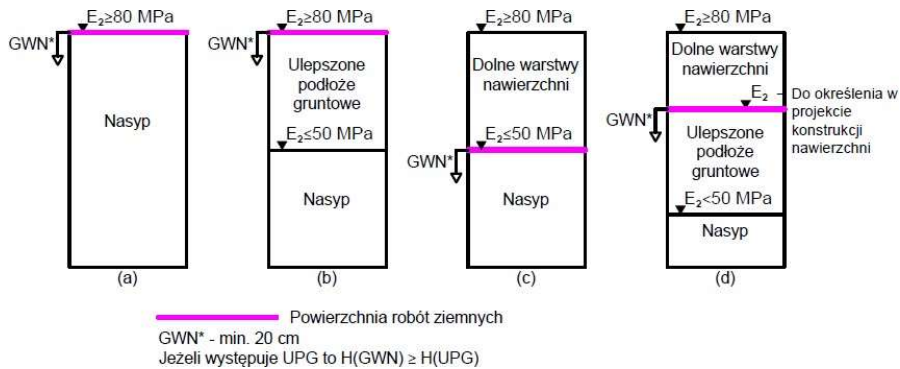 E₂≥80 MPa
GWN*
Nasyp
(a)
E₂≥80 MPa
GWN*
Ulepszone
podłoże
gruntowe
E₂≤50 MPa
Nasyp
(b)
E₂≥80 MPa
Dolne warstwy
nawierzchni
E₂≤50 MPa
GWN*
Nasyp
(c)
E₂≥80 MPa
Dolne warstwy
nawierzchni
E₂ – Do określenia w
projekcie
konstrukcji
nawierzchni
GWN*
Ulepszone
podłoże
gruntowe
E₂<50 MPa
Nasyp
(d)
Powierzchnia robót ziemnych
GWN* - min. 20 cm
Jeżeli występuje UPG to H(GWN) ≥ H(UPG)